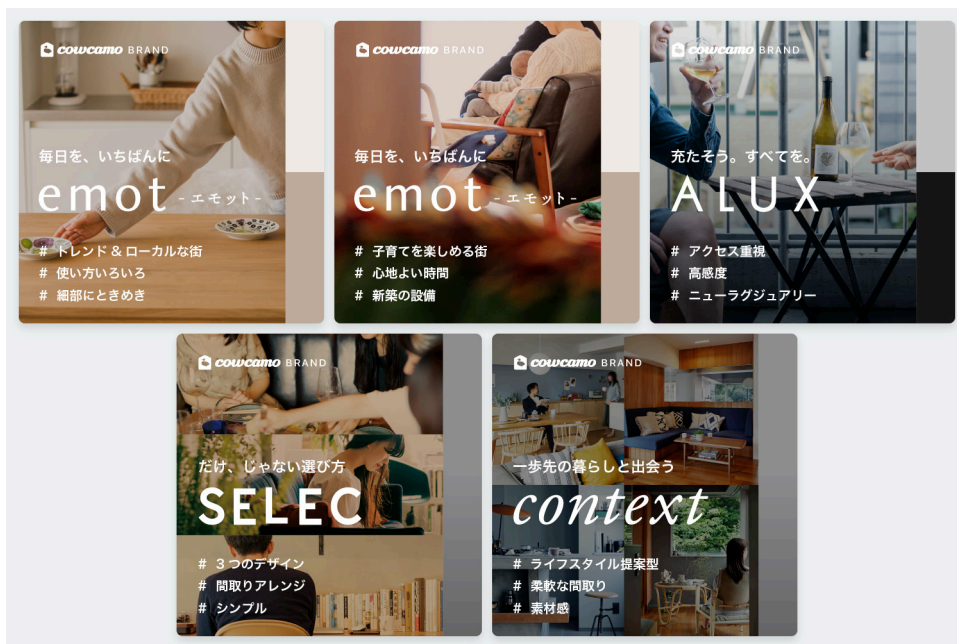 cowcamo BRAND
毎日を、いちばんに
emot -エモット-
# トレンド&ローカルな街
# 使い方いろいろ
# 細部にときめき
cowcamo BRAND
毎日を、いちばんに
emot -エモット-
# 子育てを楽しめる街
# 心地よい時間
# 新築の設備
cowcamo BRAND
充たそう。すべてを。
ALUX
# アクセス重視
# 高感度
# ニューラグジュアリー
cowcamo BRAND
だけ、じゃない選び方
SELEC
# 3つのデザイン
# 間取りアレンジ
# シンプル
cowcamo BRAND
一歩先の暮らしと出会う
context
# ライフスタイル提案型
# 柔軟な間取り
# 素材感